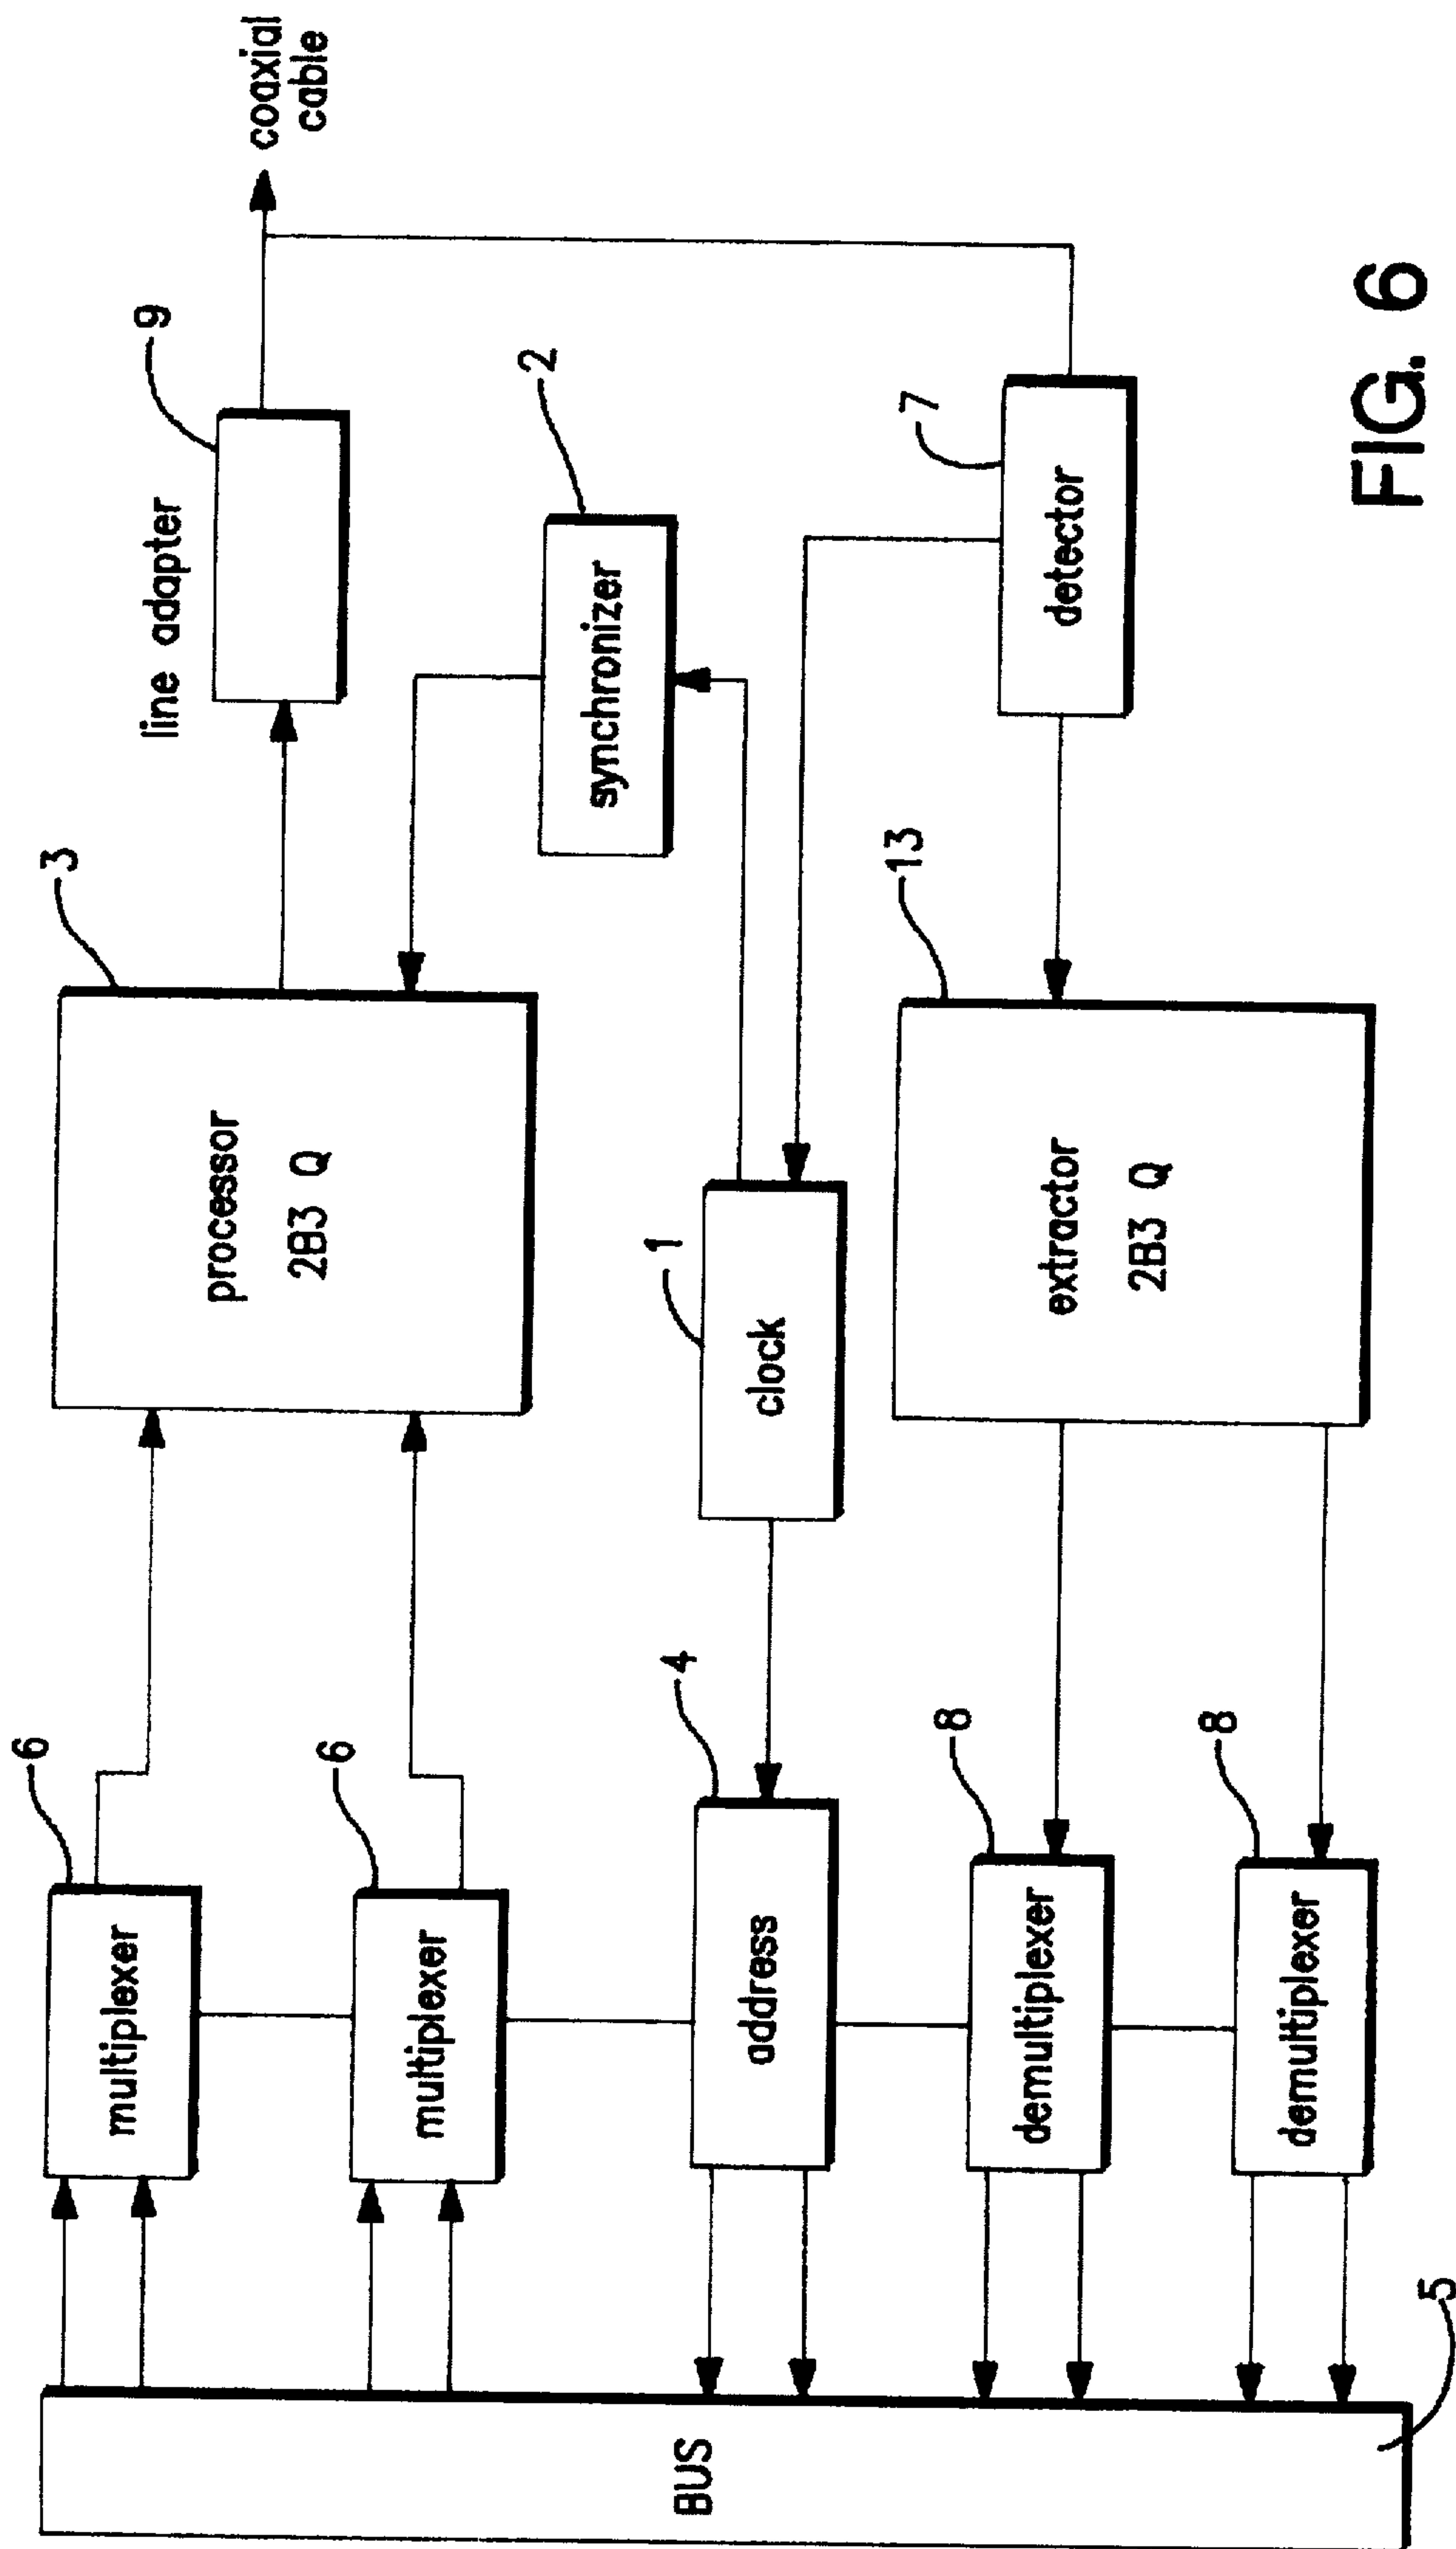 coaxial
cable
line adapter
9
3
processor
2B3 Q
2
synchronizer
6
multiplexer
6
multiplexer
1
clock
7
detector
13
extractor
2B3 Q
4
address
8
demultiplexer
8
demultiplexer
BUS
5
FIG. 6